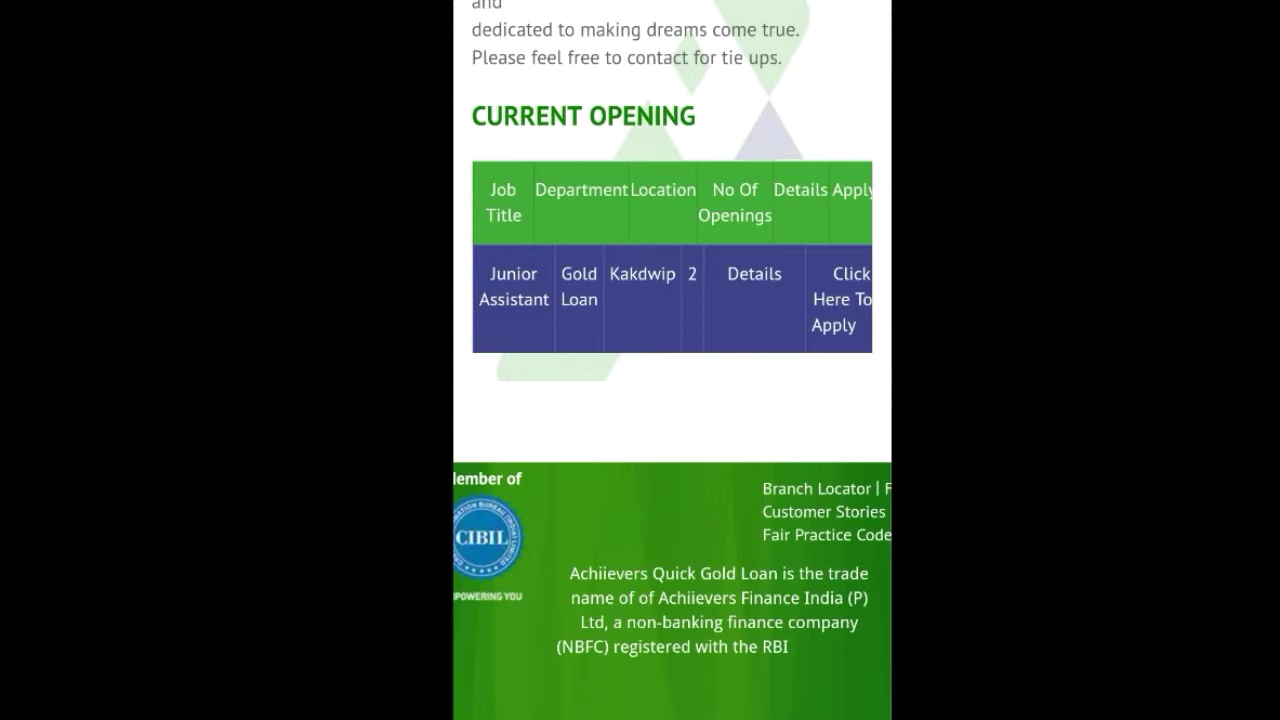 and
dedicated to making dreams come true.
Please feel free to contact for tie ups.
CURRENT OPENING
Job Title Department Location No Of Openings Details Apply
Junior Assistant Gold Loan Kakdwip 2 Details Click Here To Apply
Member of
CIBIL
EMPOWERING YOU
Branch Locator | F
Customer Stories
Fair Practice Code
Achiievers Quick Gold Loan is the trade
name of of Achiievers Finance India (P)
Ltd, a non-banking finance company
(NBFC) registered with the RBI